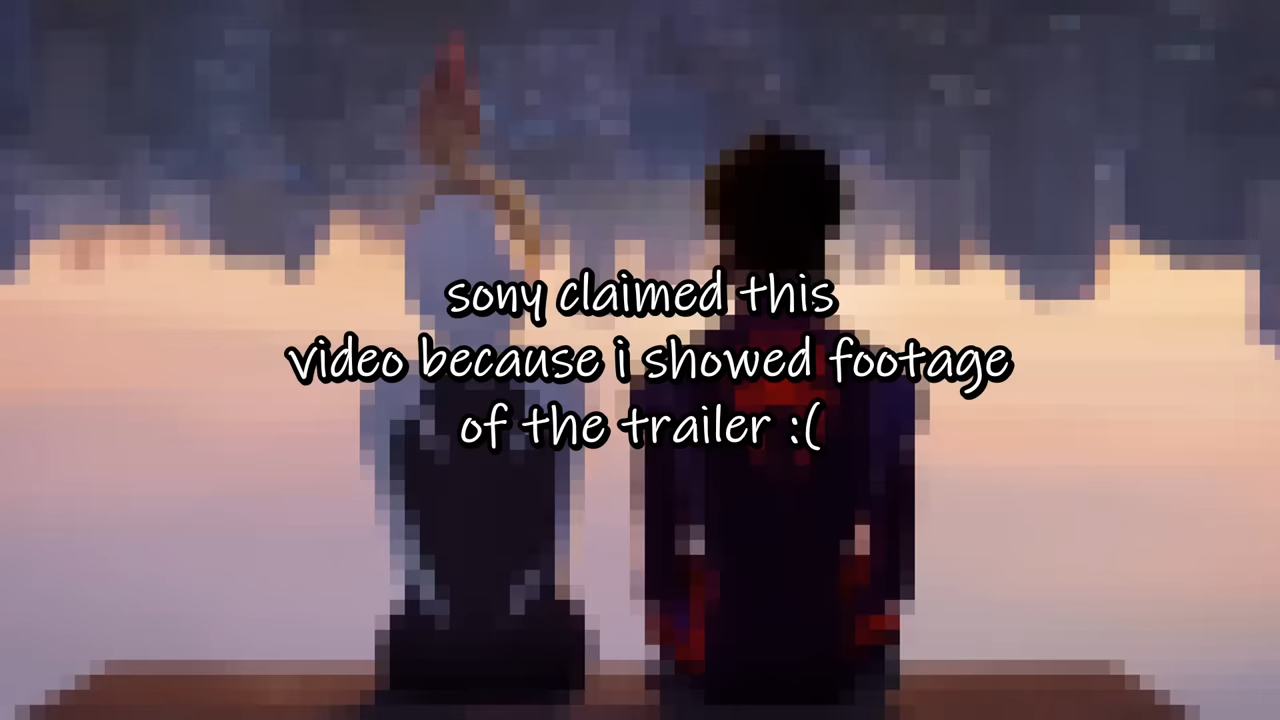 sony claimed this
video because i showed footage
of the trailer :(